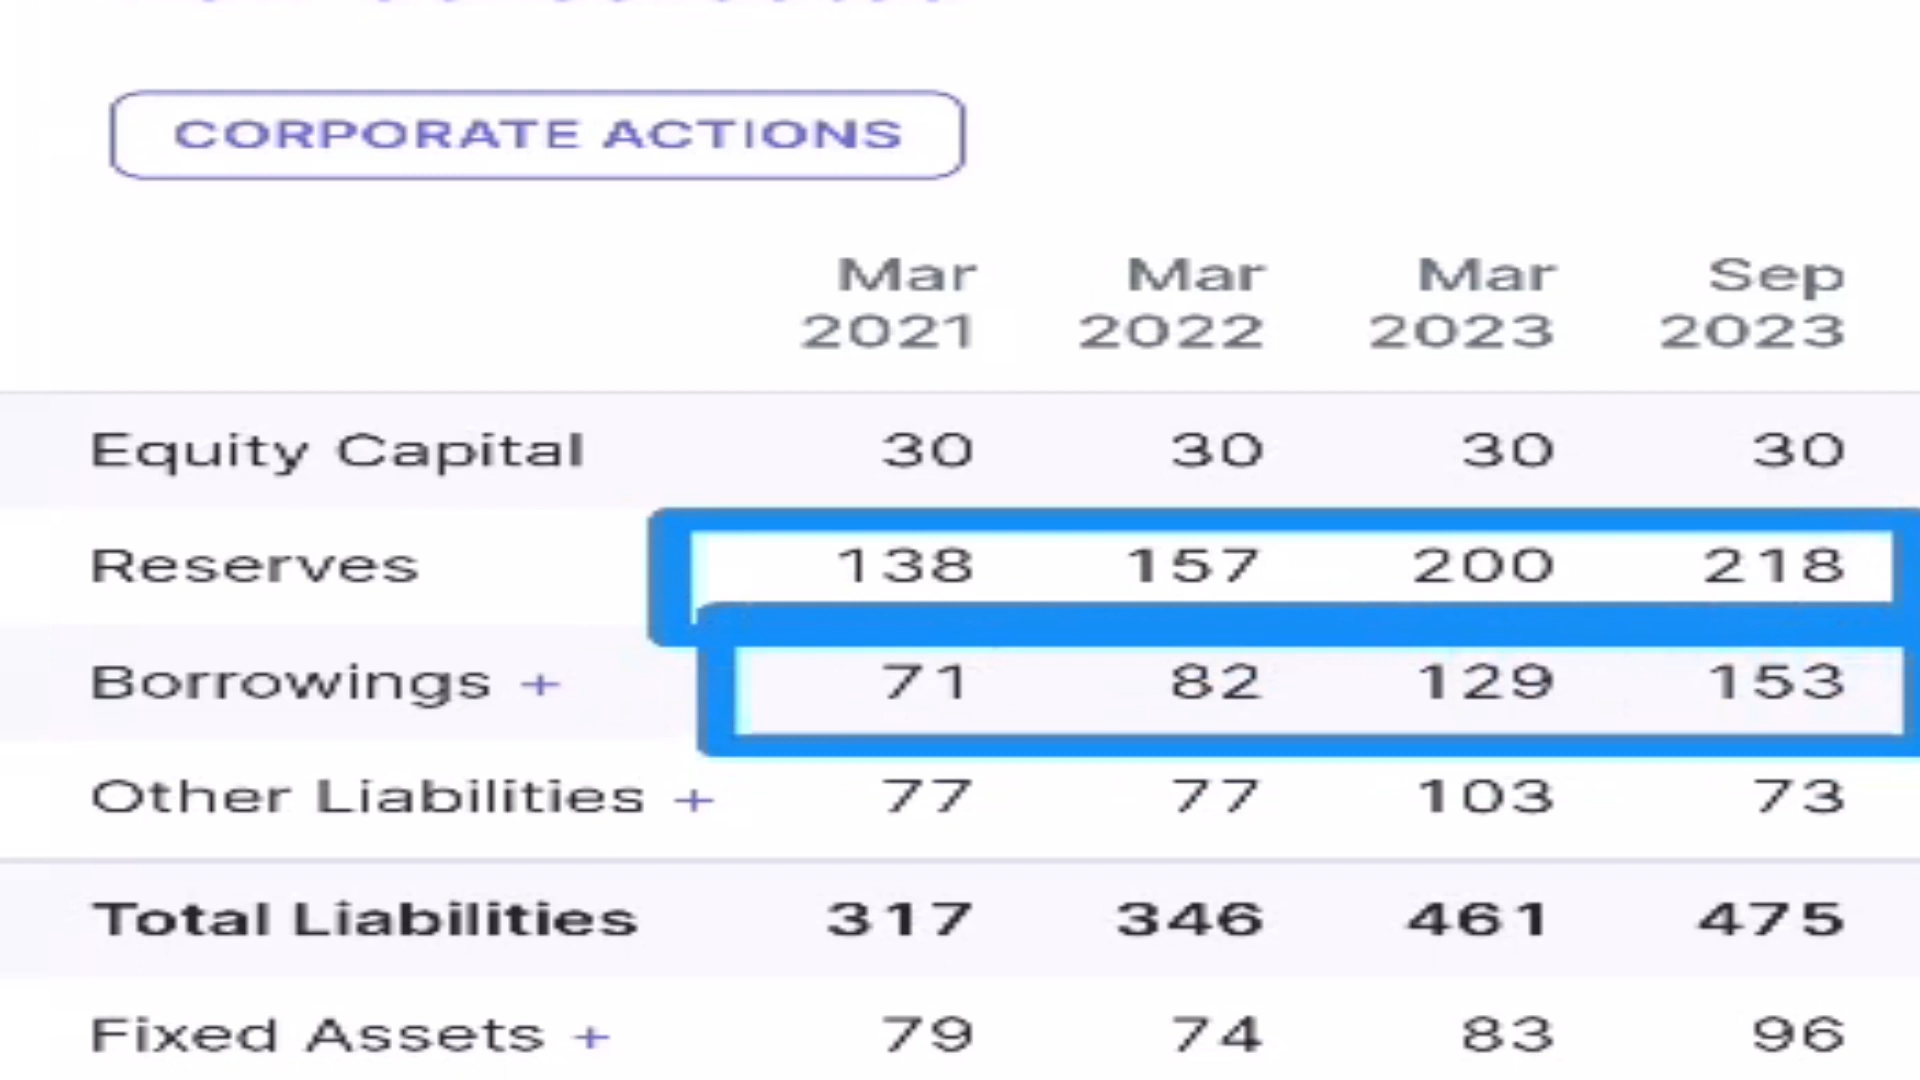 CORPORATE ACTIONS
Mar Mar Mar Sep
2021 2022 2023 2023
Equity Capital 30 30 30 30
Reserves 138 157 200 218
Borrowings + 71 82 129 153
Other Liabilities + 77 77 103 73
Total Liabilities 317 346 461 475
Fixed Assets + 79 74 83 96